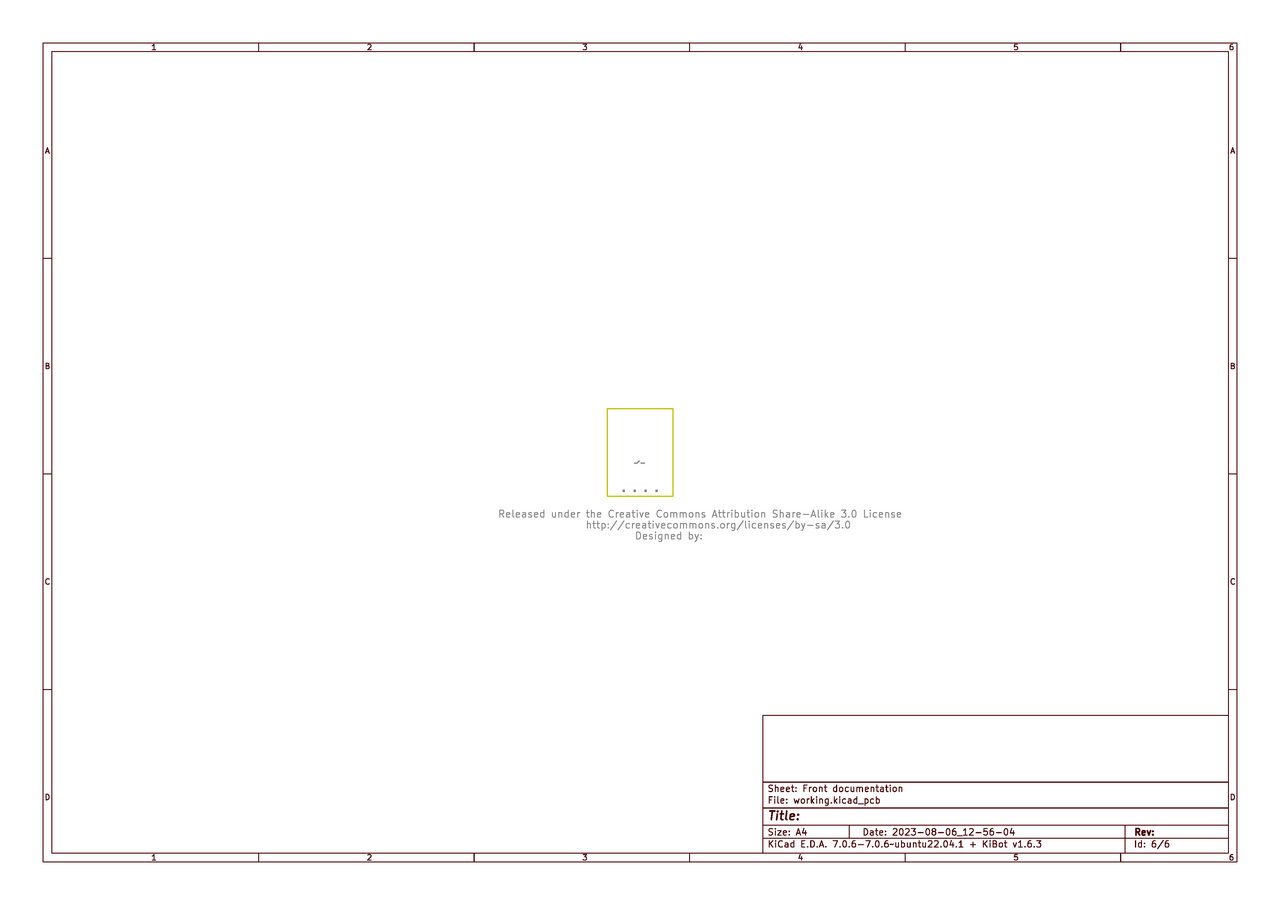 1 2 3 4 5 6
A A
B B
Released under the Creative Commons Attribution Share-Alike 3.0 License
http://creativecommons.org/licenses/by-sa/3.0
Designed by:
C C
Sheet: Front documentation
D D
File: working.kicad_pcb
Title:
Size: A4 Date: 2023-08-06_12-56-04 Rev:
KiCad E.D.A. 7.0.6-7.0.6~ubuntu22.04.1 + KiBot v1.6.3 Id: 6/6
1 2 3 4 5 6